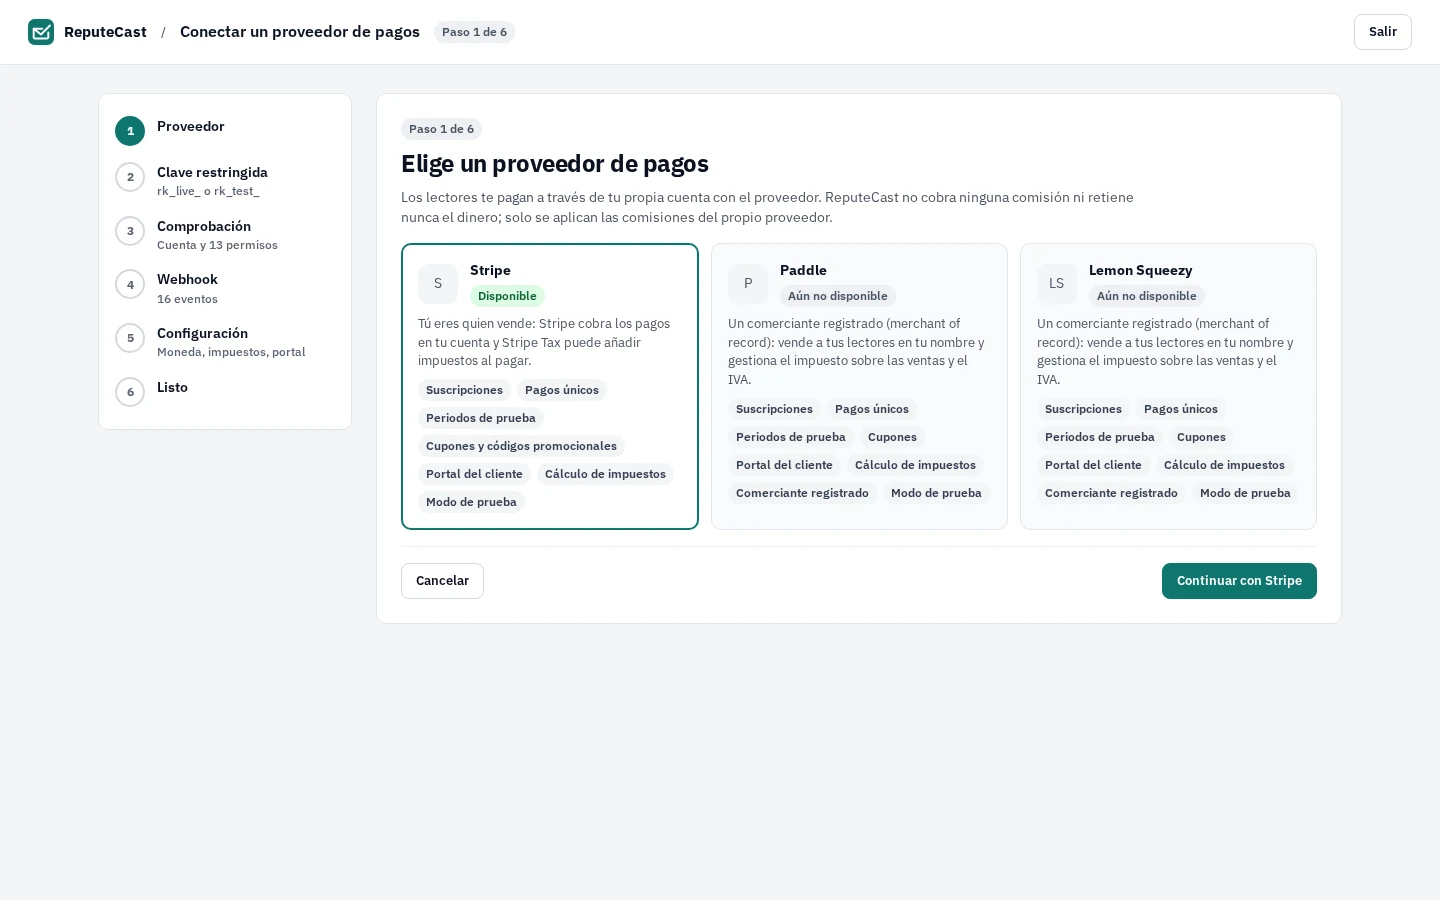 ReputeCast / Conectar un proveedor de pagos Paso 1 de 6
Salir
1 Proveedor
2 Clave restringida
rk_live_ o rk_test_
3 Comprobación
Cuenta y 13 permisos
4 Webhook
16 eventos
5 Configuración
Moneda, impuestos, portal
6 Listo
Paso 1 de 6
Elige un proveedor de pagos
Los lectores te pagan a través de tu propia cuenta con el proveedor. ReputeCast no cobra ninguna comisión ni retiene
nunca el dinero; solo se aplican las comisiones del propio proveedor.
S
Stripe
Disponible
Tú eres quien vende: Stripe cobra los pagos
en tu cuenta y Stripe Tax puede añadir
impuestos al pagar.
Suscripciones Pagos únicos
Periodos de prueba
Cupones y códigos promocionales
Portal del cliente Cálculo de impuestos
Modo de prueba
P
Paddle
Aún no disponible
Un comerciante registrado (merchant of
record): vende a tus lectores en tu nombre y
gestiona el impuesto sobre las ventas y el
IVA.
Suscripciones Pagos únicos
Periodos de prueba Cupones
Portal del cliente Cálculo de impuestos
Comerciante registrado Modo de prueba
LS
Lemon Squeezy
Aún no disponible
Un comerciante registrado (merchant of
record): vende a tus lectores en tu nombre y
gestiona el impuesto sobre las ventas y el
IVA.
Suscripciones Pagos únicos
Periodos de prueba Cupones
Portal del cliente Cálculo de impuestos
Comerciante registrado Modo de prueba
Cancelar
Continuar con Stripe